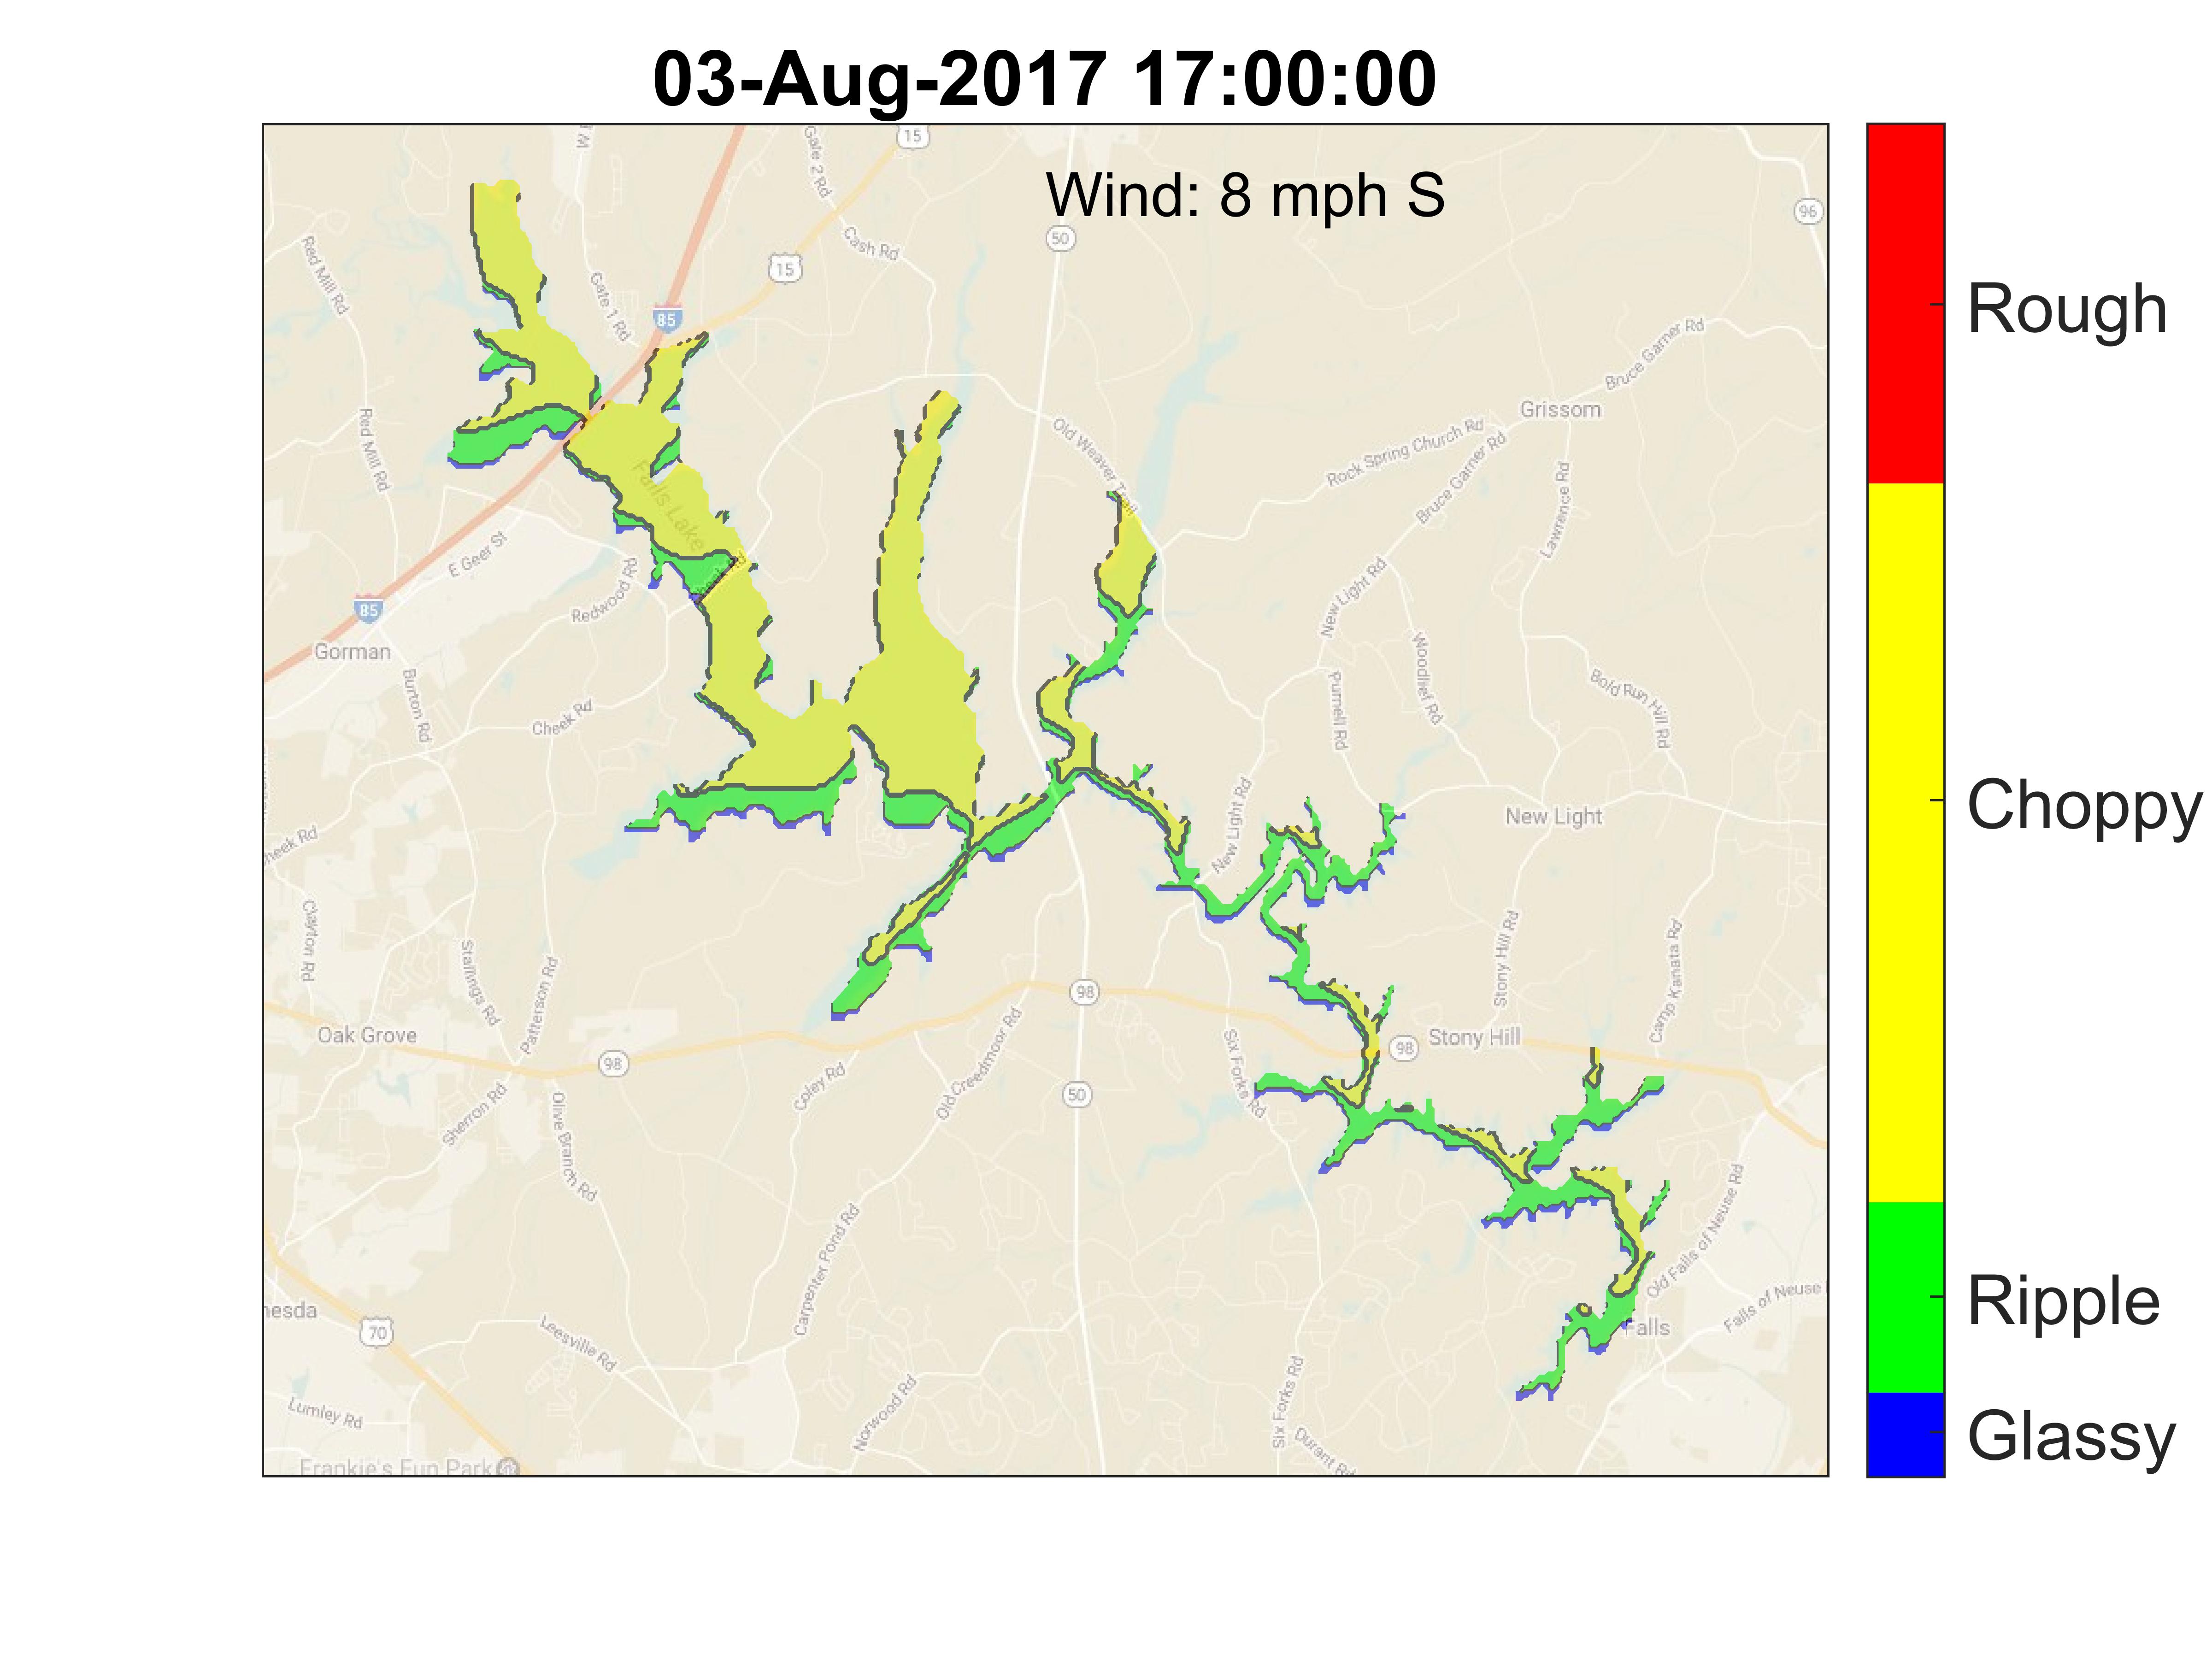 03-Aug-2017 17:00:00
Wind: 8 mph S
15
Gate 2 Rd
96
50
Cash Rd
Red Mill Rd
15
Gate 1 Rd
85
Bruce Garner Rd
Grissom
Red Mill Rd
Old Weaver Trail
Rock Spring Church Rd
Bruce Garner Rd
Falls Lake
Lawrence Rd
E Geer St
Redwood Rd
New Light Rd
85
Gorman
Woodlief Rd
Burton Rd
Purnell Rd
Bold Run Hill Rd
Cheek Rd
New Light Rd
New Light
heek Rd
Clayton Rd
Stallings Rd
Patterson Rd
Stony Hill Rd
Camp Kanata Rd
98
Oak Grove
98
Stony Hill
98
Coley Rd
Old Creedmoor Rd
50
Six Forks Rd
Sherron Rd
Olive Branch Rd
Carpenter Pond Rd
Old Falls of Neuse Rd
Falls of Neuse
nesda
70
Leesville Rd
Falls
Lumley Rd
Norwood Rd
Six Forks Rd
Durant Rd
Frankie's Fun Park
Rough
Choppy
Ripple
Glassy